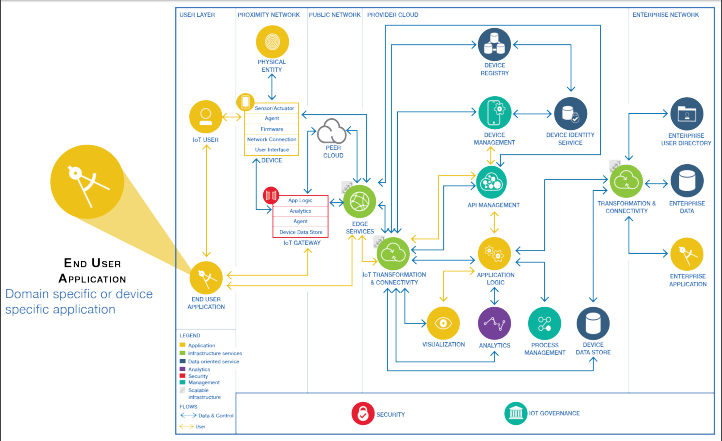 USER LAYER
PROXIMITY NETWORK
PUBLIC NETWORK
PROVIDER CLOUD
ENTERPRISE NETWORK
PHYSICAL
ENTITY
DEVICE
REGISTRY
IoT USER
Sensor/Actuator
Agent
Firmware
Network Connection
User Interface
DEVICE
PEER
CLOUD
DEVICE
MANAGEMENT
DEVICE IDENTITY
SERVICE
ENTERPRISE
USER DIRECTORY
App Logic
Analytics
Agent
Device Data Store
IoT GATEWAY
EDGE
SERVICES
API MANAGEMENT
TRANSFORMATION
& CONNECTIVITY
ENTERPRISE
DATA
END USER
APPLICATION
Domain specific or device
specific application
END USER
APPLICATION
IoT TRANSFORMATION
& CONNECTIVITY
APPLICATION
LOGIC
ENTERPRISE
APPLICATION
VISUALIZATION
ANALYTICS
PROCESS
MANAGEMENT
DEVICE
DATA STORE
LEGEND
Application
Infrastructure services
Data oriented service
Analytics
Security
Management
Scalable
infrastructure
FLOWS
Data & Control
User
SECURITY
IOT GOVERNANCE